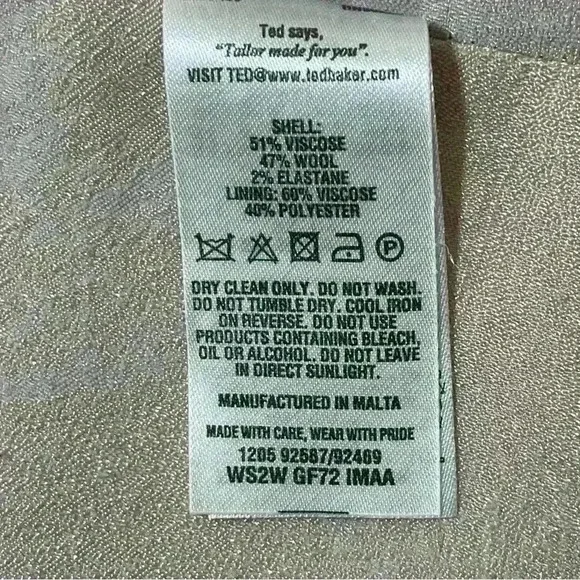 Ted says,
"Tailor made for you".
VISIT TED@www.tedbaker.com
SHELL:
51% VISCOSE
47% WOOL
2% ELASTANE
LINING: 60% VISCOSE
40% POLYESTER
P
DRY CLEAN ONLY. DO NOT WASH.
DO NOT TUMBLE DRY. COOL IRON
ON REVERSE. DO NOT USE
PRODUCTS CONTAINING BLEACH,
OIL OR ALCOHOL. DO NOT LEAVE
IN DIRECT SUNLIGHT.
MANUFACTURED IN MALTA
MADE WITH CARE, WEAR WITH PRIDE
1205 92567/92469
WS2W GF72 IMAA